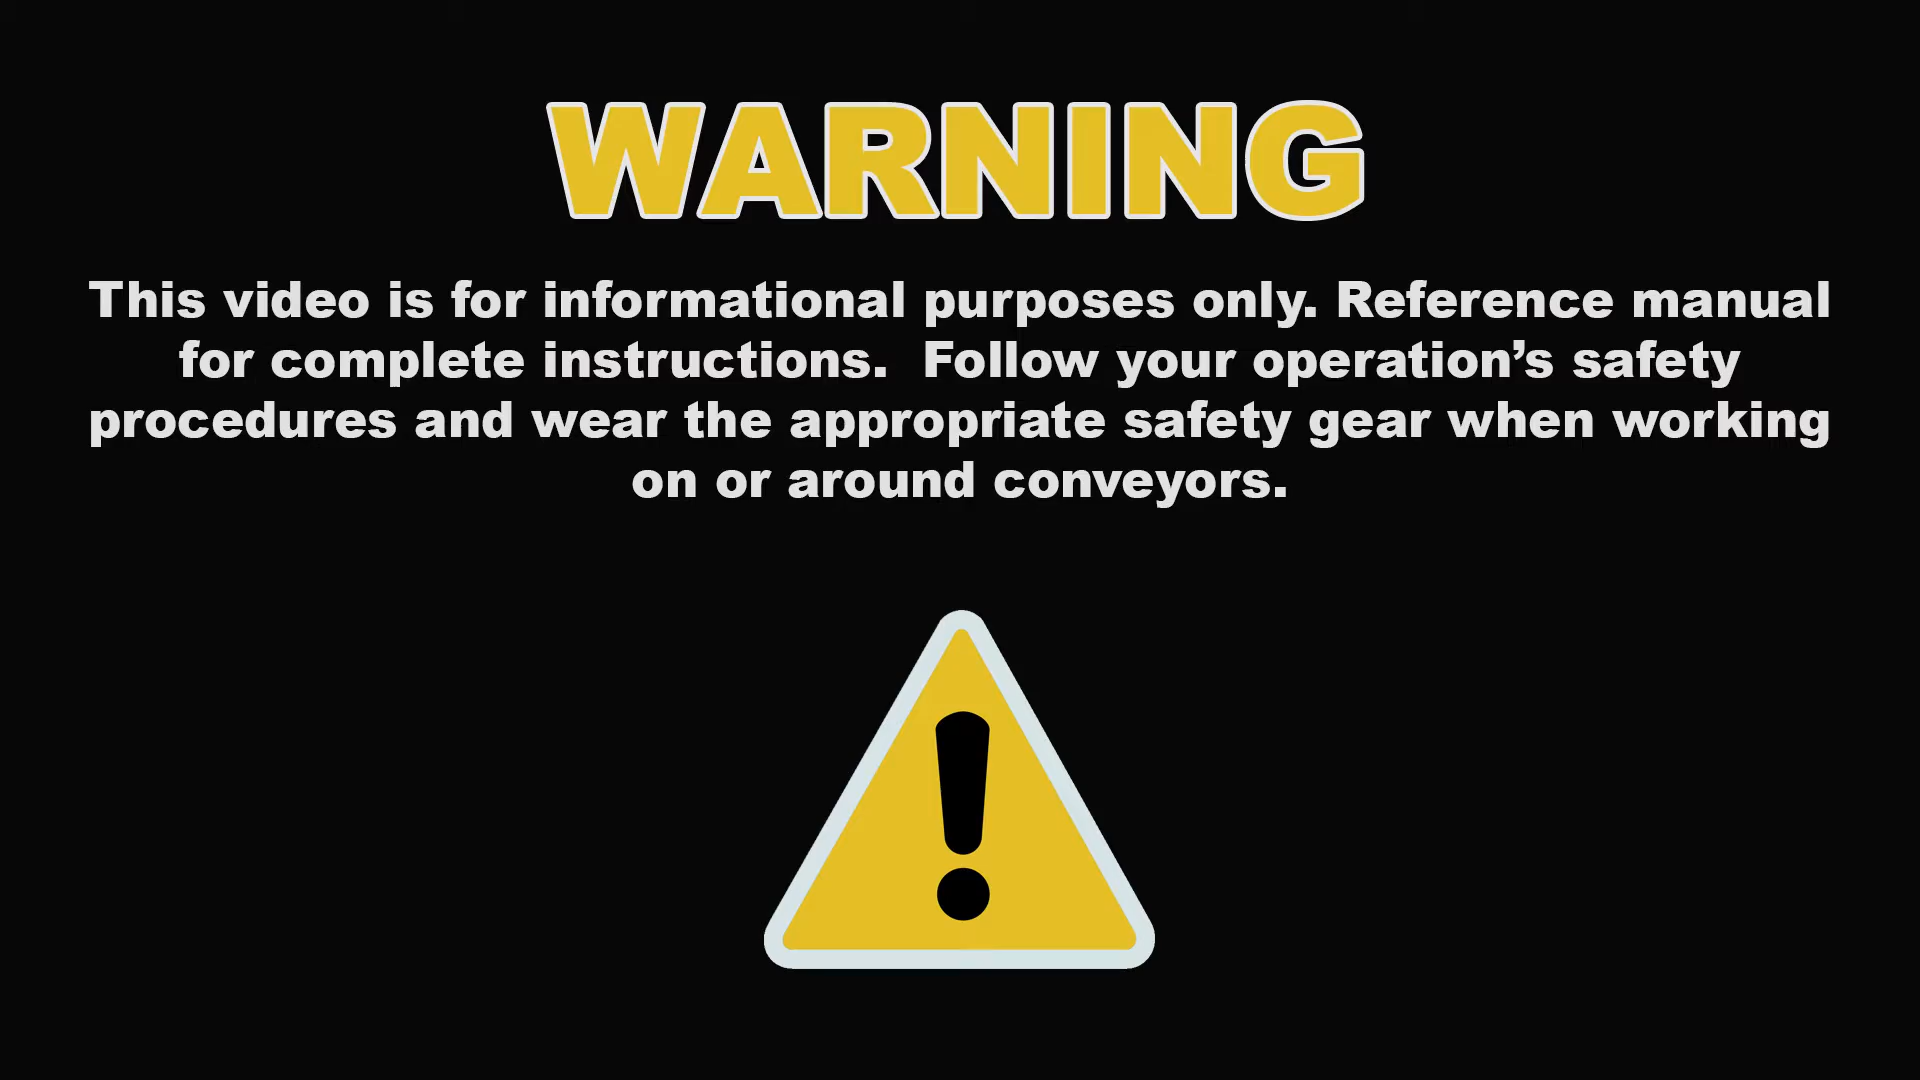 WARNING
This video is for informational purposes only. Reference manual
for complete instructions.  Follow your operation’s safety
procedures and wear the appropriate safety gear when working
on or around conveyors.